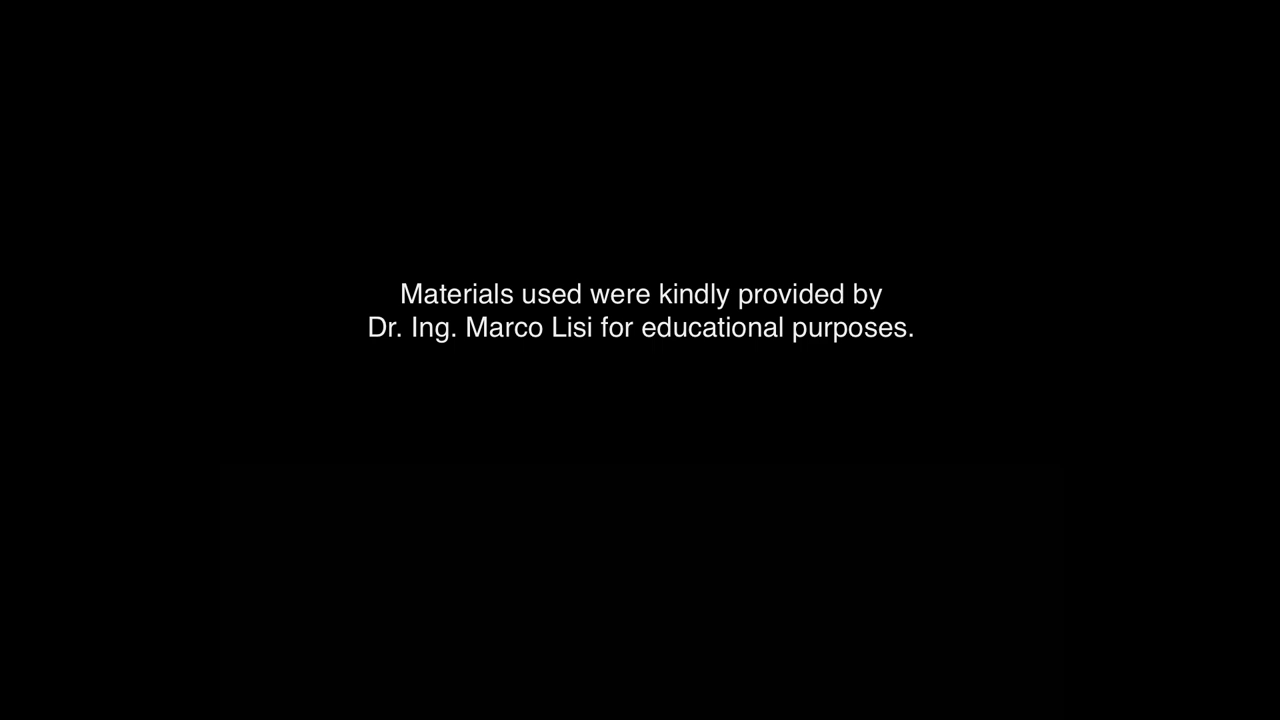 Materials used were kindly provided by
Dr. Ing. Marco Lisi for educational purposes.